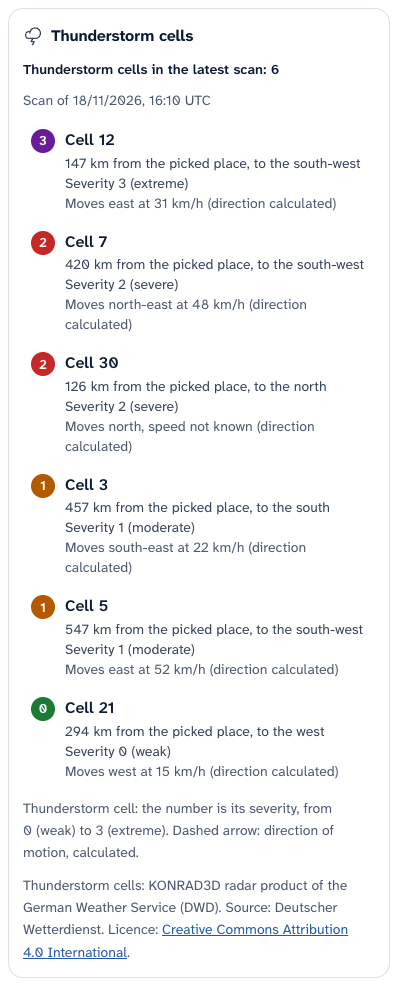 Thunderstorm cells
Thunderstorm cells in the latest scan: 6
Scan of 18/11/2026, 16:10 UTC
3 Cell 12
147 km from the picked place, to the south-west
Severity 3 (extreme)
Moves east at 31 km/h (direction calculated)
2 Cell 7
420 km from the picked place, to the south-west
Severity 2 (severe)
Moves north-east at 48 km/h (direction
calculated)
2 Cell 30
126 km from the picked place, to the north
Severity 2 (severe)
Moves north, speed not known (direction
calculated)
1 Cell 3
457 km from the picked place, to the south
Severity 1 (moderate)
Moves south-east at 22 km/h (direction
calculated)
1 Cell 5
547 km from the picked place, to the south-west
Severity 1 (moderate)
Moves east at 52 km/h (direction calculated)
0 Cell 21
294 km from the picked place, to the west
Severity 0 (weak)
Moves west at 15 km/h (direction calculated)
Thunderstorm cell: the number is its severity, from
0 (weak) to 3 (extreme). Dashed arrow: direction of
motion, calculated.
Thunderstorm cells: KONRAD3D radar product of the
German Weather Service (DWD). Source: Deutscher
Wetterdienst. Licence: Creative Commons Attribution
4.0 International.